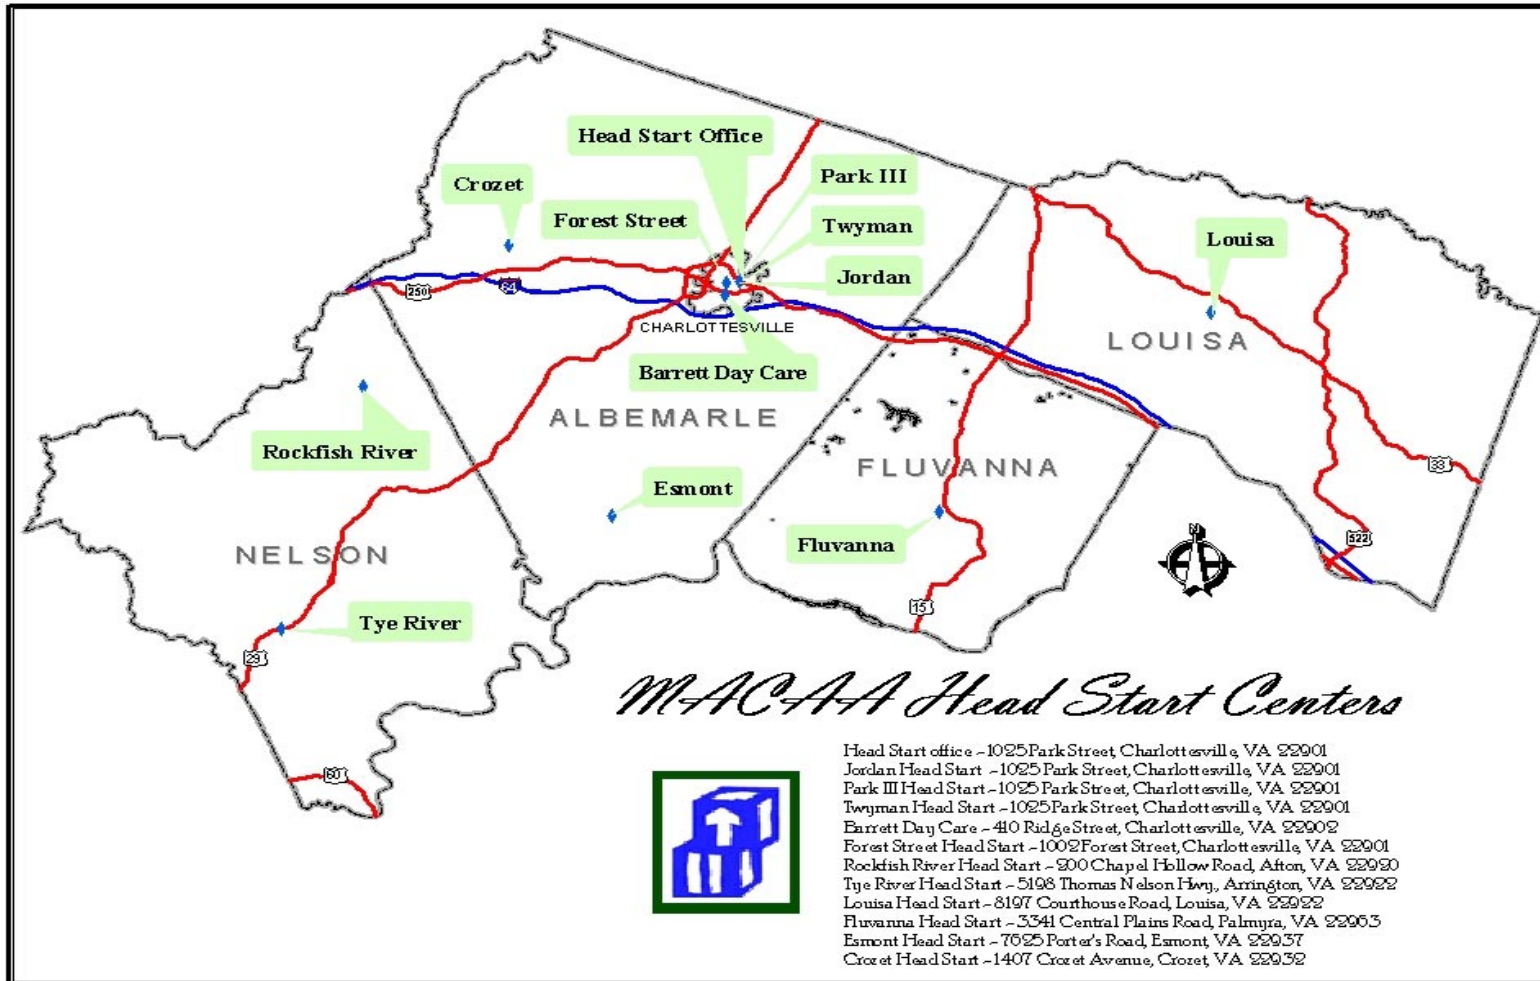 Head Start Office
Park III
Crozet
Forest Street
Twyman
Louisa
Jordan
250
64
CHARLOTTESVILLE
LOUISA
Barrett Day Care
ALBEMARLE
Rockfish River
FLUVANNA
33
Esmont
N
Fluvanna
522
NELSON
15
Tye River
29
60
MACAA Head Start Centers
Head Start office - 1025 Park Street, Charlottesville, VA 22901
Jordan Head Start - 1025 Park Street, Charlottesville, VA 22901
Park III Head Start - 1025 Park Street, Charlottesville, VA 22901
Twyman Head Start - 1025 Park Street, Charlottesville, VA 22901
Barrett Day Care - 410 Ridge Street, Charlottesville, VA 22902
Forest Street Head Start - 1002 Forest Street, Charlottesville, VA 22901
Rockfish River Head Start - 200 Chapel Hollow Road, Afton, VA 22920
Tye River Head Start - 5198 Thomas Nelson Hwy., Arrington, VA 22922
Louisa Head Start - 8197 Courthouse Road, Louisa, VA 22922
Fluvanna Head Start - 3341 Central Plains Road, Palmyra, VA 22963
Esmont Head Start - 7625 Porter's Road, Esmont, VA 22937
Crozet Head Start - 1407 Crozet Avenue, Crozet, VA 22932